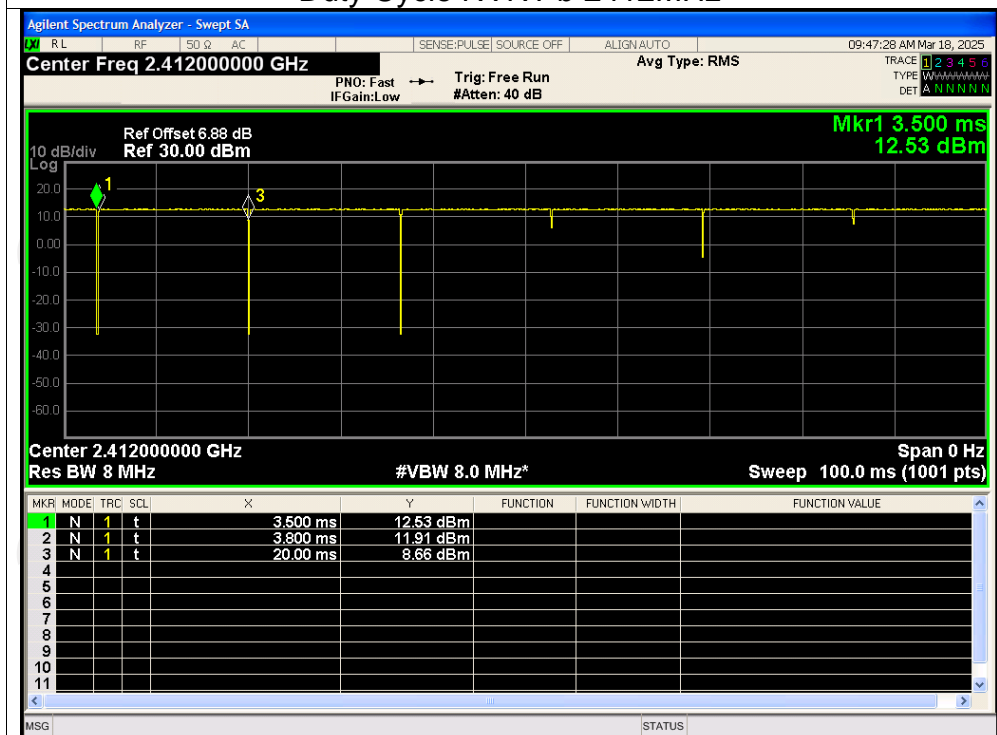 Agilent Spectrum Analyzer - Swept SA
LXI RL RF 50 Ω AC SENSE:PULSE SOURCE OFF ALIGN AUTO 09:47:28 AM Mar 18, 2025
Center Freq 2.412000000 GHz Avg Type: RMS TRACE 1 2 3 4 5 6
PNO: Fast Trig: Free Run TYPE W
IFGain:Low #Atten: 40 dB DET A N N N N N
Mkr1 3.500 ms
12.53 dBm
Ref Offset 6.88 dB
10 dB/div Ref 30.00 dBm
Log
1
3
20.0
10.0
0.00
-10.0
-20.0
-30.0
-40.0
-50.0
-60.0
Center 2.412000000 GHz Span 0 Hz
Res BW 8 MHz #VBW 8.0 MHz* Sweep 100.0 ms (1001 pts)
MKR MODE TRC SCL X Y FUNCTION FUNCTION WIDTH FUNCTION VALUE
1 N 1 t 3.500 ms 12.53 dBm
2 N 1 t 3.800 ms 11.91 dBm
3 N 1 t 20.00 ms 8.66 dBm
4
5
6
7
8
9
10
11
MSG STATUS